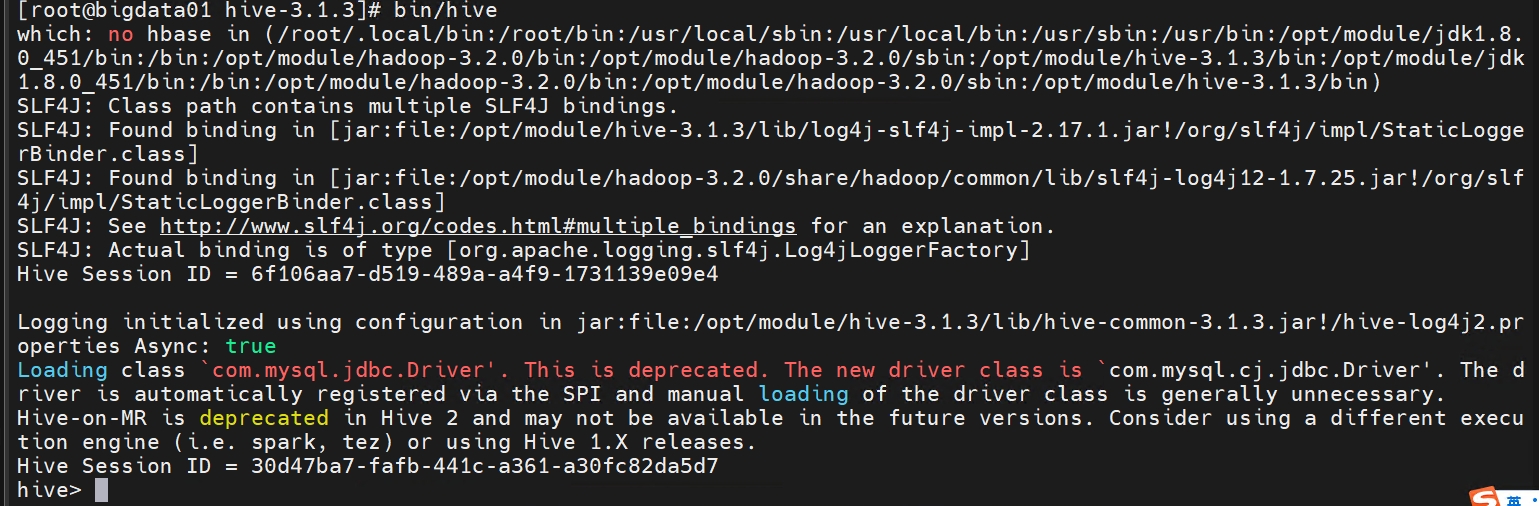 [root@bigdata01 hive-3.1.3]# bin/hive
which: no hbase in (/root/.local/bin:/root/bin:/usr/local/sbin:/usr/local/bin:/usr/sbin:/usr/bin:/opt/module/jdk1.8.
0_451/bin:/bin:/opt/module/hadoop-3.2.0/bin:/opt/module/hadoop-3.2.0/sbin:/opt/module/hive-3.1.3/bin:/opt/module/jdk
1.8.0_451/bin:/bin:/opt/module/hadoop-3.2.0/bin:/opt/module/hadoop-3.2.0/sbin:/opt/module/hive-3.1.3/bin)
SLF4J: Class path contains multiple SLF4J bindings.
SLF4J: Found binding in [jar:file:/opt/module/hive-3.1.3/lib/log4j-slf4j-impl-2.17.1.jar!/org/slf4j/impl/StaticLogge
rBinder.class]
SLF4J: Found binding in [jar:file:/opt/module/hadoop-3.2.0/share/hadoop/common/lib/slf4j-log4j12-1.7.25.jar!/org/slf
4j/impl/StaticLoggerBinder.class]
SLF4J: See http://www.slf4j.org/codes.html#multiple_bindings for an explanation.
SLF4J: Actual binding is of type [org.apache.logging.slf4j.Log4jLoggerFactory]
Hive Session ID = 6f106aa7-d519-489a-a4f9-1731139e09e4
Logging initialized using configuration in jar:file:/opt/module/hive-3.1.3/lib/hive-common-3.1.3.jar!/hive-log4j2.pr
operties Async: true
Loading class `com.mysql.jdbc.Driver'. This is deprecated. The new driver class is `com.mysql.cj.jdbc.Driver'. The d
river is automatically registered via the SPI and manual loading of the driver class is generally unnecessary.
Hive-on-MR is deprecated in Hive 2 and may not be available in the future versions. Consider using a different execu
tion engine (i.e. spark, tez) or using Hive 1.X releases.
Hive Session ID = 30d47ba7-fafb-441c-a361-a30fc82da5d7
hive>
S 英